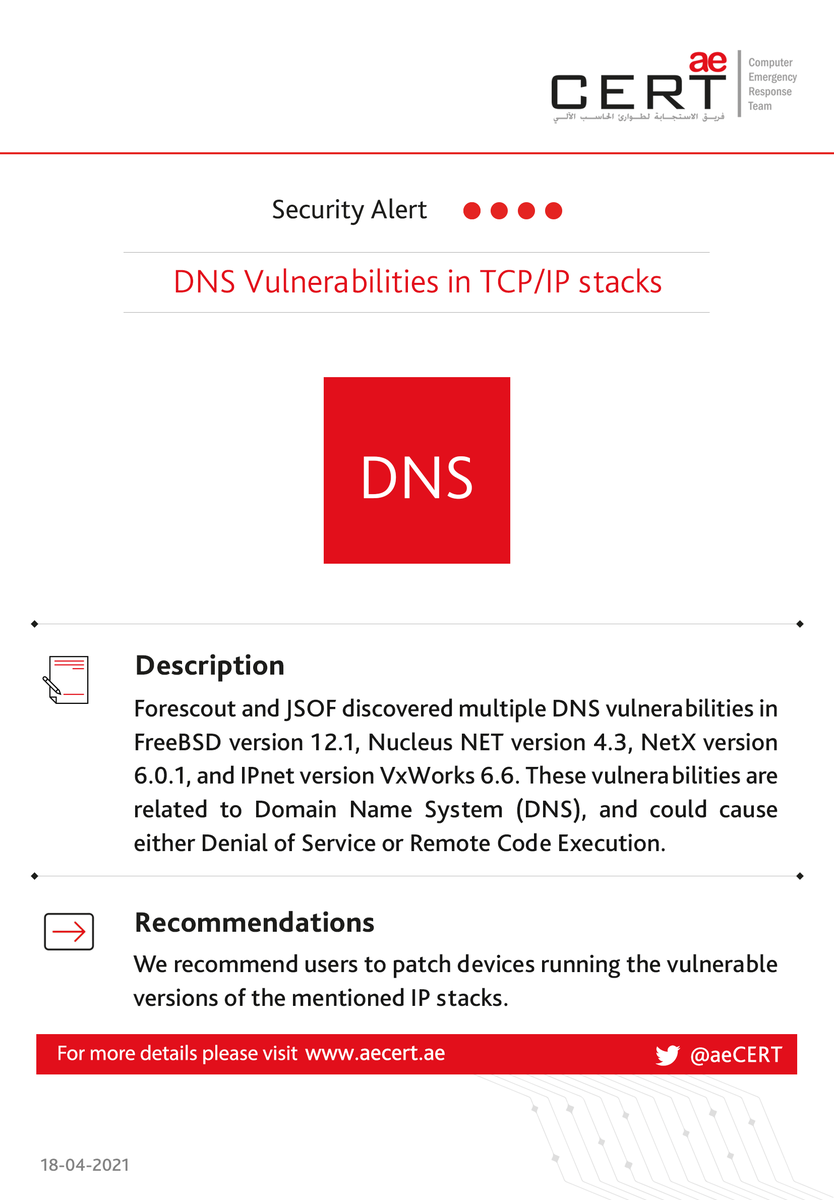 ae
CERT
فريق الاستجابة لطوارئ الحاسب الآلي
Computer
Emergency
Response
Team
Security Alert
DNS Vulnerabilities in TCP/IP stacks
DNS
Description
Forescout and JSOF discovered multiple DNS vulnerabilities in
FreeBSD version 12.1, Nucleus NET version 4.3, NetX version
6.0.1, and IPnet version VxWorks 6.6. These vulnerabilities are
related to Domain Name System (DNS), and could cause
either Denial of Service or Remote Code Execution.
Recommendations
We recommend users to patch devices running the vulnerable
versions of the mentioned IP stacks.
For more details please visit www.aecert.ae
@aeCERT
18-04-2021